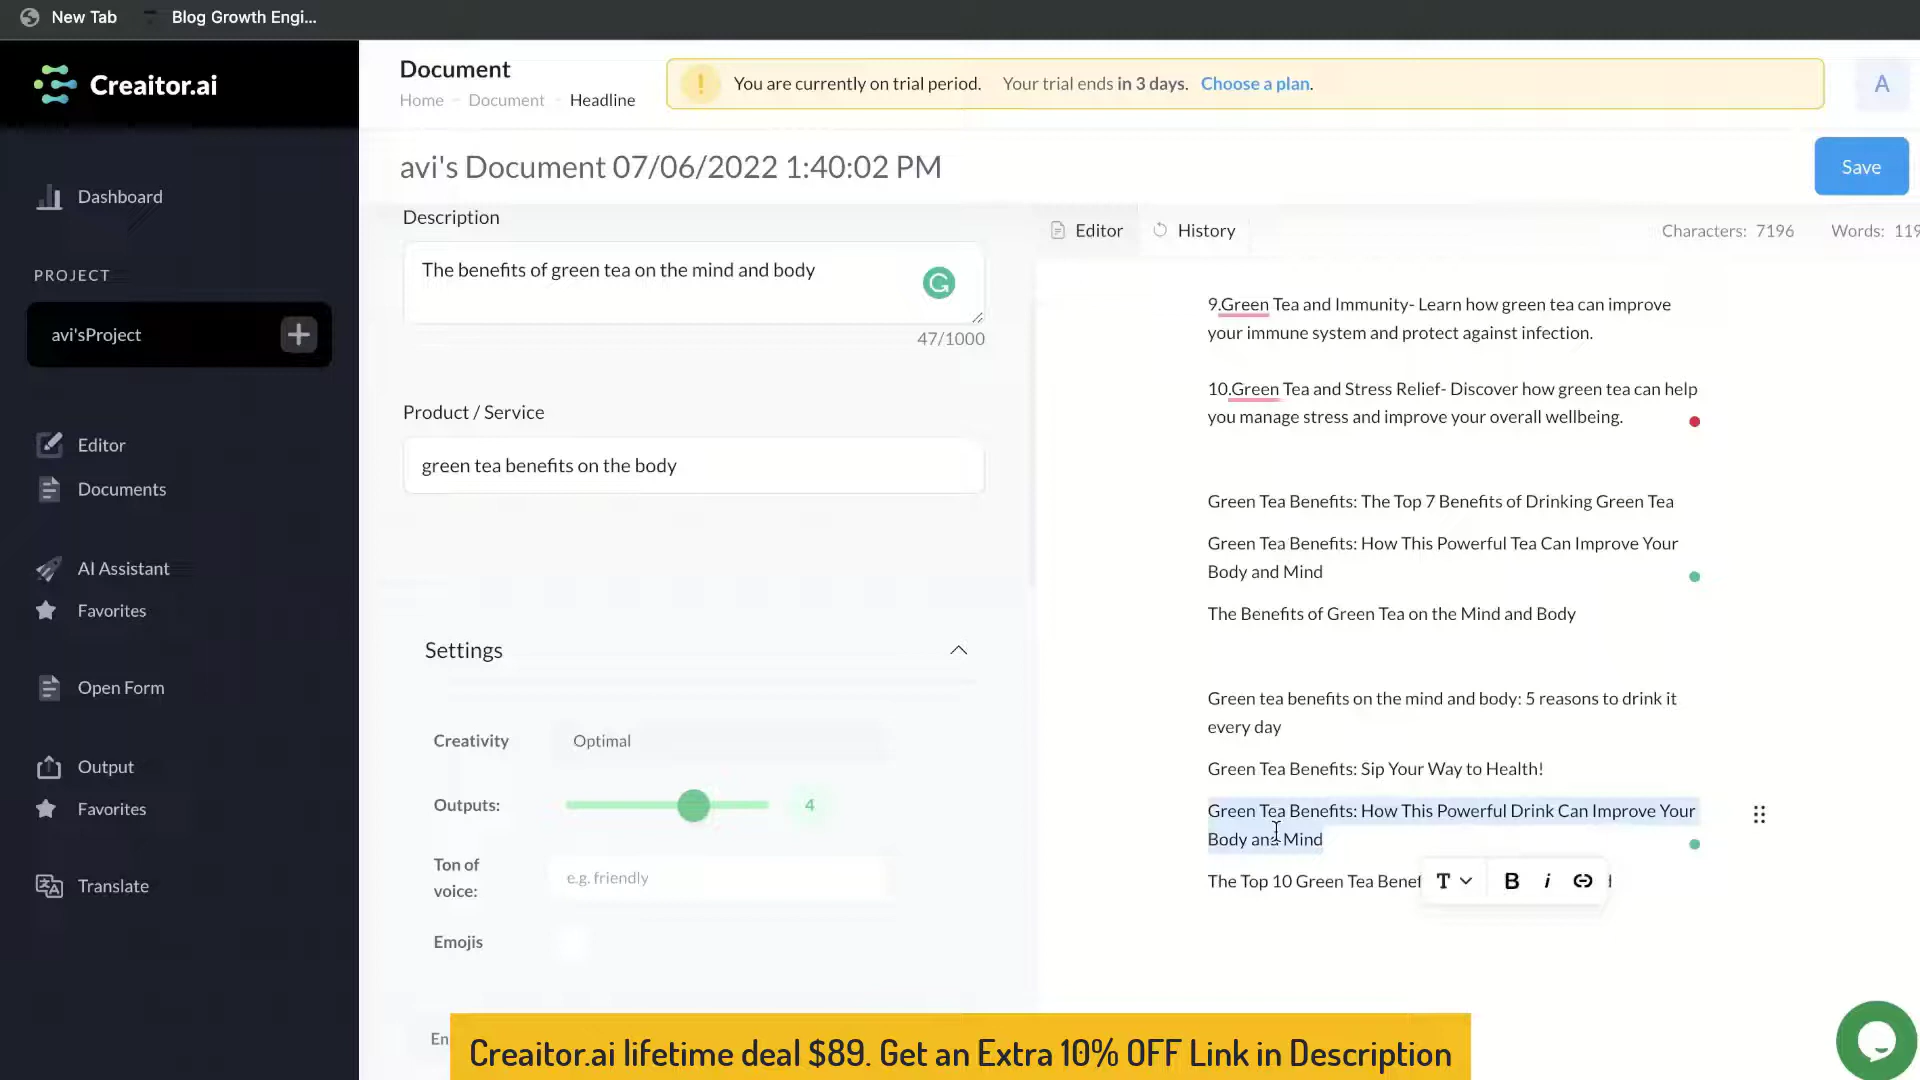 New Tab
Blog Growth Engi...
Creaitor.ai
Document
Home - Document - Headline
You are currently on trial period. Your trial ends in 3 days. Choose a plan.
A
avi's Document 07/06/2022 1:40:02 PM
Save
Dashboard
PROJECT
avi'sProject
Editor
Documents
AI Assistant
Favorites
Open Form
Output
Favorites
Translate
Description
The benefits of green tea on the mind and body
47/1000
Product / Service
green tea benefits on the body
Settings
Creativity
Optimal
Outputs:
4
Ton of
voice:
e.g. friendly
Emojis
En
Editor
History
Characters: 7196
Words: 119
9.Green Tea and Immunity- Learn how green tea can improve
your immune system and protect against infection.
10.Green Tea and Stress Relief- Discover how green tea can help
you manage stress and improve your overall wellbeing.
Green Tea Benefits: The Top 7 Benefits of Drinking Green Tea
Green Tea Benefits: How This Powerful Tea Can Improve Your
Body and Mind
The Benefits of Green Tea on the Mind and Body
Green tea benefits on the mind and body: 5 reasons to drink it
every day
Green Tea Benefits: Sip Your Way to Health!
Green Tea Benefits: How This Powerful Drink Can Improve Your
Body and Mind
The Top 10 Green Tea Benef
T B i
Creaitor.ai lifetime deal $89. Get an Extra 10% OFF Link in Description